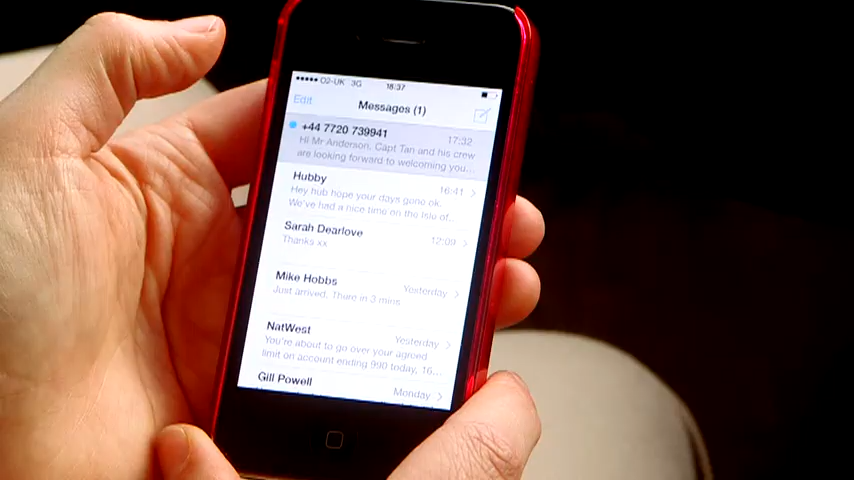 O2-UK 3G 18:37
Edit Messages (1)
+44 7720 739941 17:32
Hi Mr Anderson, Capt Tan and his crew
are looking forward to welcoming you...
Hubby 16:41
Hey hub hope your days gone ok.
We've had a nice time on the Isle of...
Sarah Dearlove 12:09
Thanks xx
Mike Hobbs Yesterday
Just arrived. There in 3 mins
NatWest Yesterday
You're about to go over your agreed
limit on account ending 990 today, 16...
Gill Powell Monday